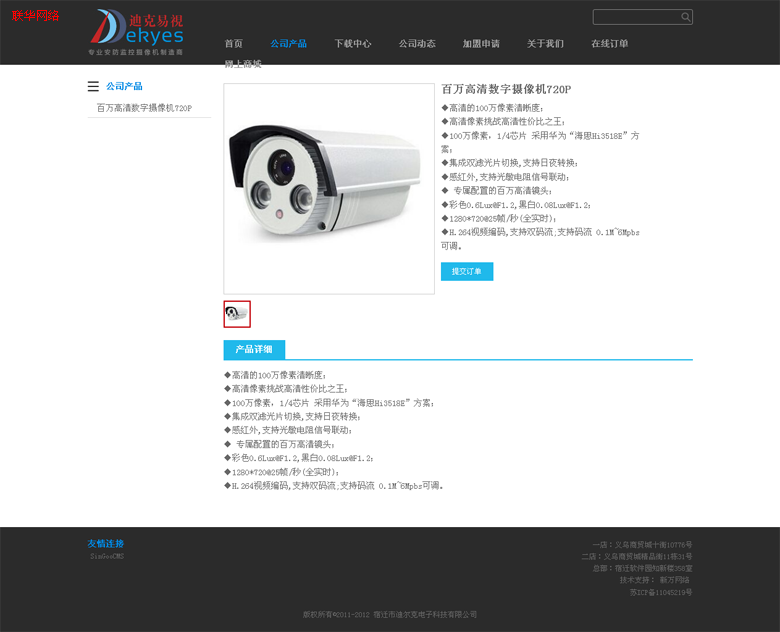 联华网络
迪克易视
Dekyes
专业安防监控摄像机制造商
首页 公司产品 下载中心 公司动态 加盟申请 关于我们 在线订单
网上商城
公司产品
百万高清数字摄像机720P
百万高清数字摄像机720P
◆高清的100万像素清晰度;
◆高清像素挑战高清性价比之王;
◆100万像素, 1/4芯片 采用华为“海思Hi3518E”方
案;
◆集成双滤光片切换,支持日夜转换;
◆感红外,支持光敏电阻信号联动;
◆ 专属配置的百万高清镜头;
◆彩色0.6Lux@F1.2,黑白0.08Lux@F1.2;
◆1280*720@25帧/秒(全实时);
◆H.264视频编码,支持双码流;支持码流 0.1M~6Mpbs
可调。
提交订单
产品详细
◆高清的100万像素清晰度;
◆高清像素挑战高清性价比之王;
◆100万像素, 1/4芯片 采用华为“海思Hi3518E”方案;
◆集成双滤光片切换,支持日夜转换;
◆感红外,支持光敏电阻信号联动;
◆ 专属配置的百万高清镜头;
◆彩色0.6Lux@F1.2,黑白0.08Lux@F1.2;
◆1280*720@25帧/秒(全实时);
◆H.264视频编码,支持双码流;支持码流 0.1M~6Mpbs可调。
友情连接
SinGooCMS
一店：义乌商贸城十街10776号
二店：义乌商贸城精品街11栋31号
总部：宿迁软件园知新楼350室
技术支持： 新万网络
苏ICP备11045219号
版权所有©2011-2012 宿迁市迪尔克电子科技有限公司